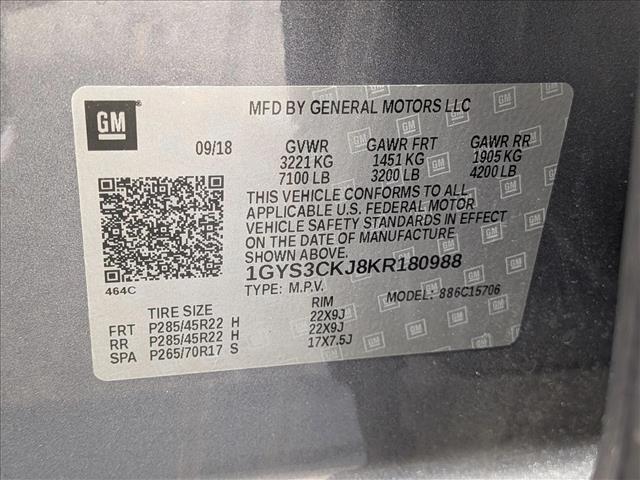 GM
MFD BY GENERAL MOTORS LLC
09/18 GVWR GAWR FRT GAWR RR
3221 KG 1451 KG 1905 KG
7100 LB 3200 LB 4200 LB
THIS VEHICLE CONFORMS TO ALL
APPLICABLE U.S. FEDERAL MOTOR
VEHICLE SAFETY STANDARDS IN EFFECT
ON THE DATE OF MANUFACTURE SHOWN ABOVE.
1GYS3CKJ8KR180988
464C
TYPE: M.P.V. MODEL: 886C15706
TIRE SIZE RIM
FRT P285/45R22 H 22X9J
RR P285/45R22 H 22X9J
SPA P265/70R17 S 17X7.5J